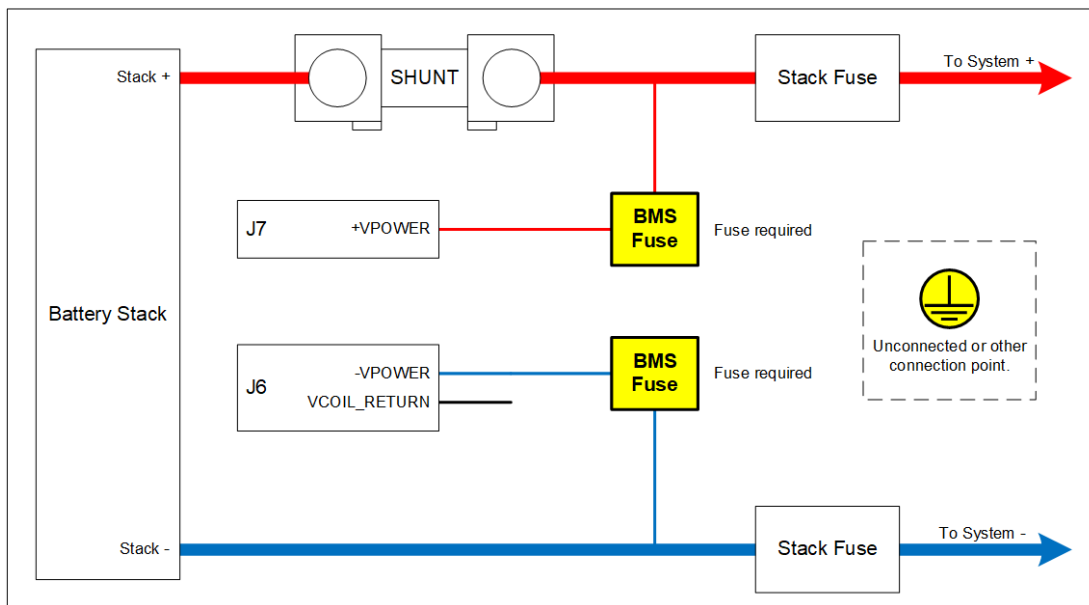 Stack +
SHUNT
Stack Fuse
To System +
J7
+VPOWER
BMS
Fuse
Fuse required
Battery Stack
Unconnected or other
connection point.
J6
-VPOWER
VCOIL_RETURN
BMS
Fuse
Fuse required
Stack -
Stack Fuse
To System -